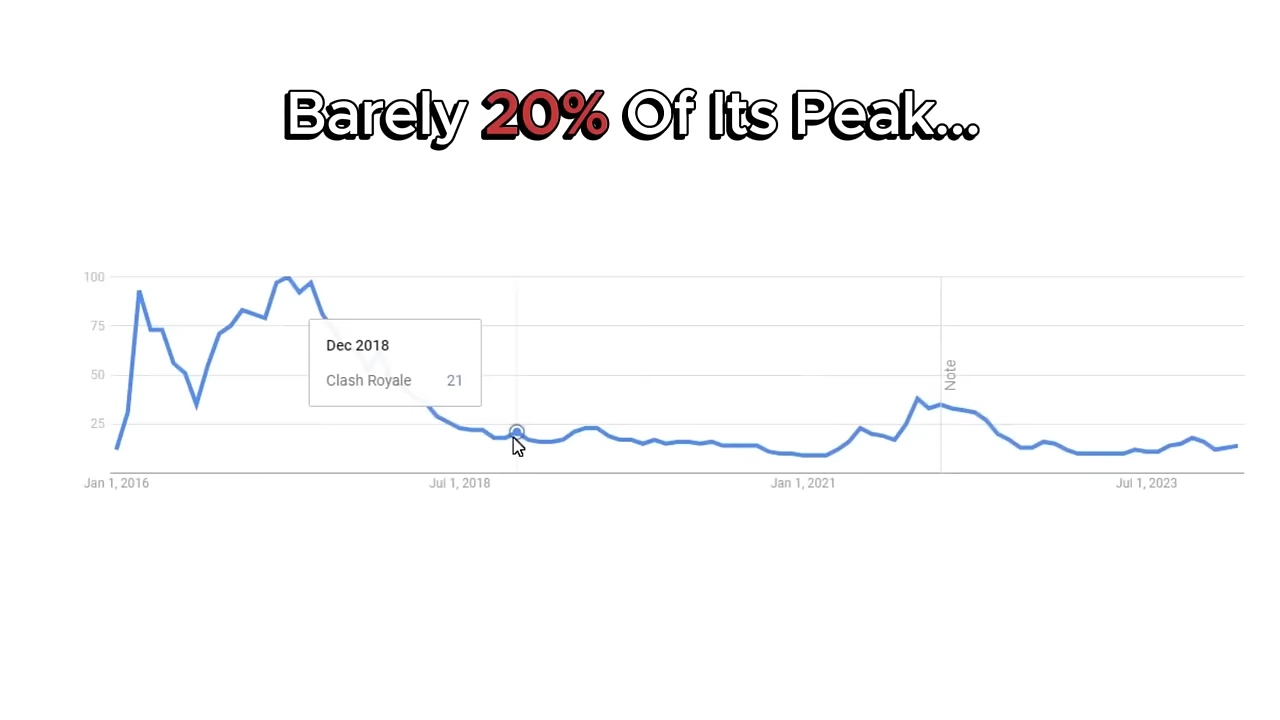 Barely 20% Of Its Peak...
100
75
50
25
Dec 2018
Clash Royale 21
Note
Jan 1, 2016
Jul 1, 2018
Jan 1, 2021
Jul 1, 2023